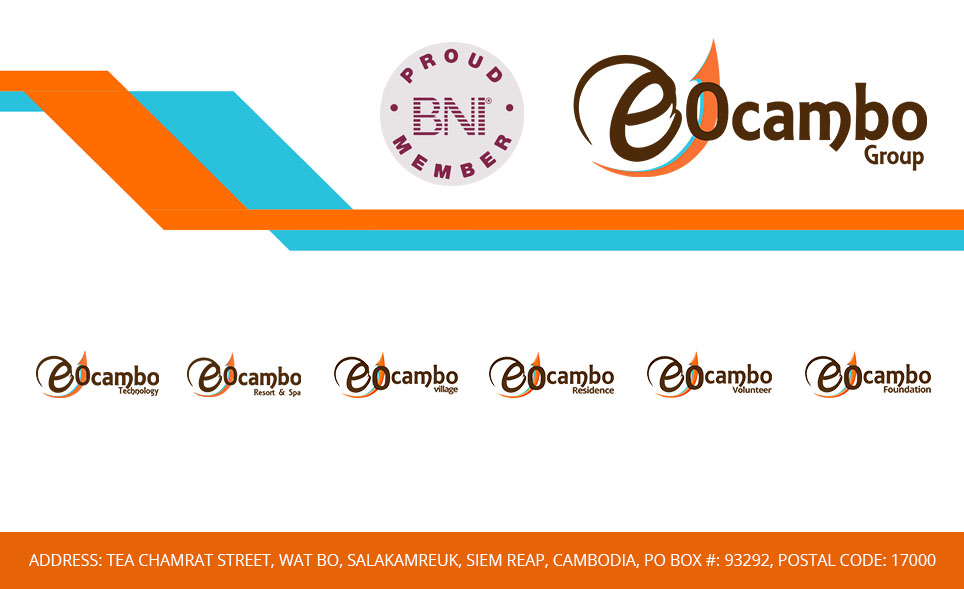 PROUD
BNI®
MEMBER
eOcambo
Group
eOcambo
Technology
eOcambo
Resort & Spa
eOcambo
village
eOcambo
Residence
eOcambo
Volunteer
eOcambo
Foundation
ADDRESS: TEA CHAMRAT STREET, WAT BO, SALAKAMREUK, SIEM REAP, CAMBODIA, PO BOX #: 93292, POSTAL CODE: 17000